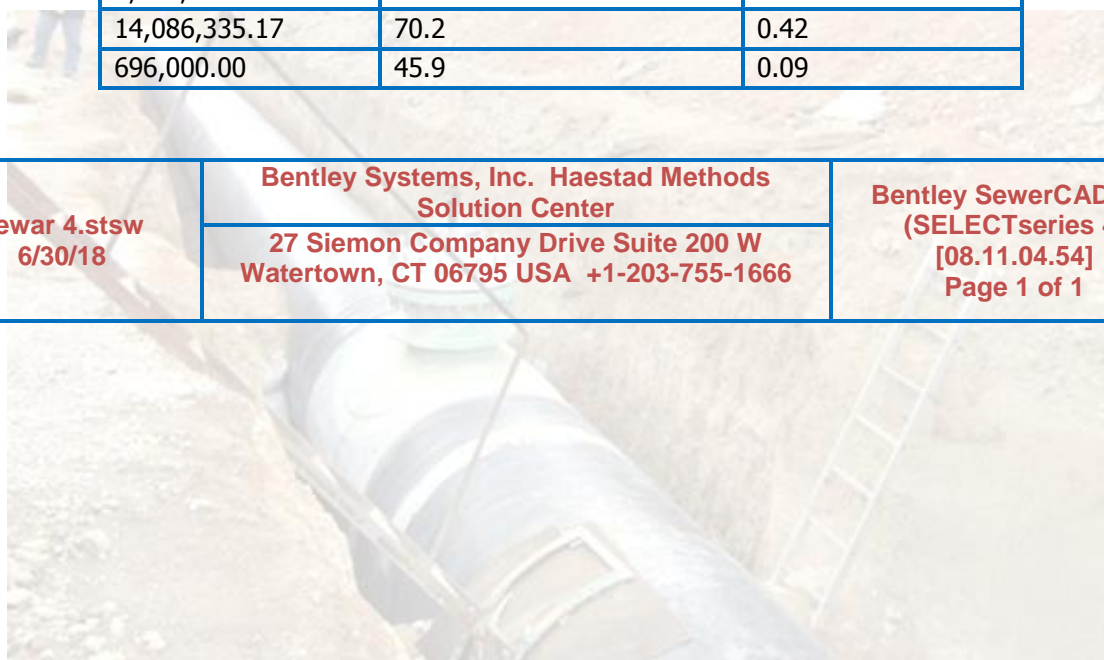 14,086,335.17 70.2 0.42
696,000.00 45.9 0.09
4.stsw
6/30/18
Bentley Systems, Inc. Haestad Methods
Solution Center
27 Siemon Company Drive Suite 200 W
Watertown, CT 06795 USA +1-203-755-1666
Bentley SewerCAD
(SELECTseries
[08.11.04.54]
Page 1 of 1